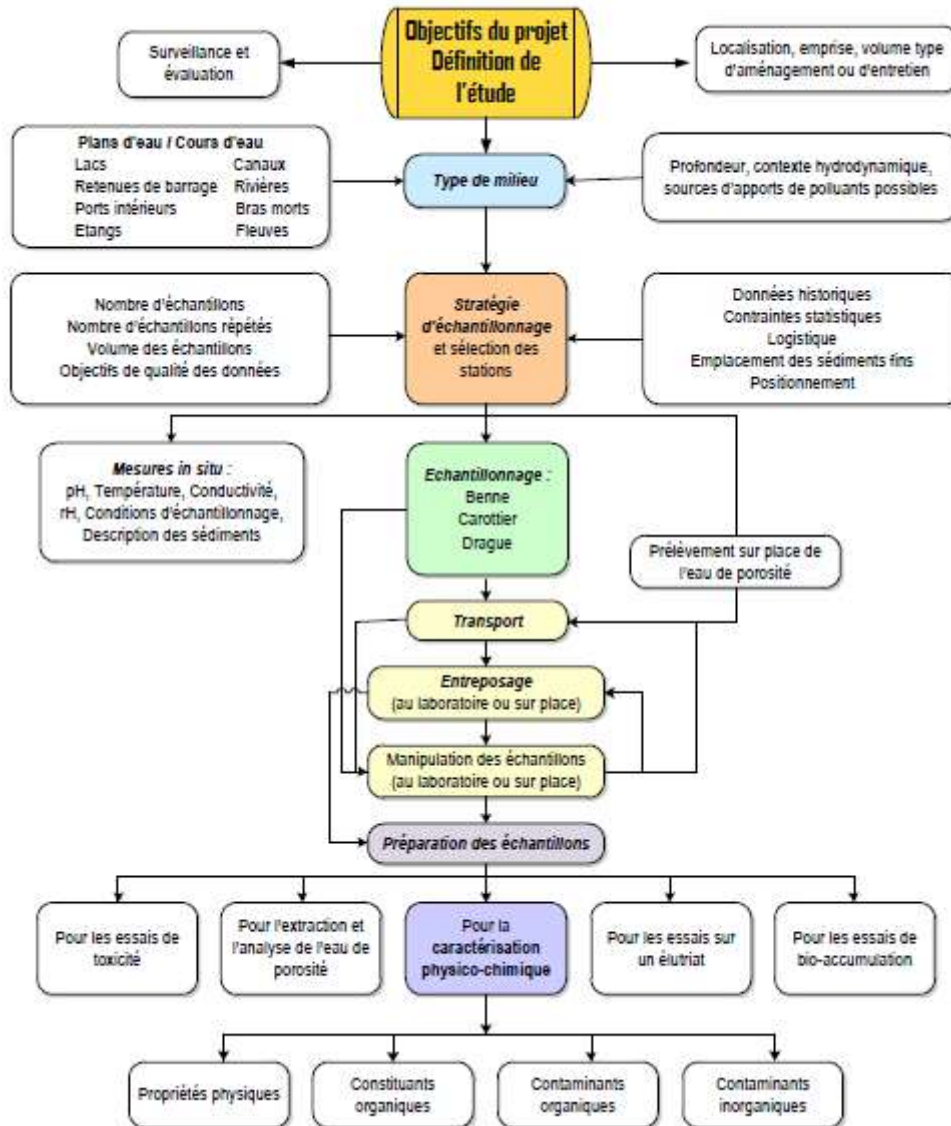 Objectifs du projet
Définition de
l'étude
Surveillance et
évaluation
Localisation, emprise, volume type
d'aménagement ou d'entretien
Plans d'eau / Cours d'eau
Lacs Canaux
Retenues de barrage Rivières
Ports intérieurs Bras morts
Etangs Fleuves
Type de milieu
Profondeur, contexte hydrodynamique,
sources d'apports de polluants possibles
Nombre d'échantillons
Nombre d'échantillons répétés
Volume des échantillons
Objectifs de qualité des données
Stratégie
d'échantillonnage
et sélection des
stations
Données historiques
Contraintes statistiques
Logistique
Emplacement des sédiments fins
Positionnement
Mesures in situ :
pH, Température, Conductivité,
rH, Conditions d'échantillonnage,
Description des sédiments
Echantillonnage :
Benne
Carottier
Drague
Prélèvement sur place de
l'eau de porosité
Transport
Entreposage
(au laboratoire ou sur place)
Manipulation des échantillons
(au laboratoire ou sur place)
Préparation des échantillons
Pour les essais de
toxicité
Pour l'extraction et
l'analyse de l'eau de
porosité
Pour la
caractérisation
physico-chimique
Pour les essais sur
un élutriat
Pour les essais de
bio-accumulation
Propriétés physiques
Constituants
organiques
Contaminants
organiques
Contaminants
inorganiques